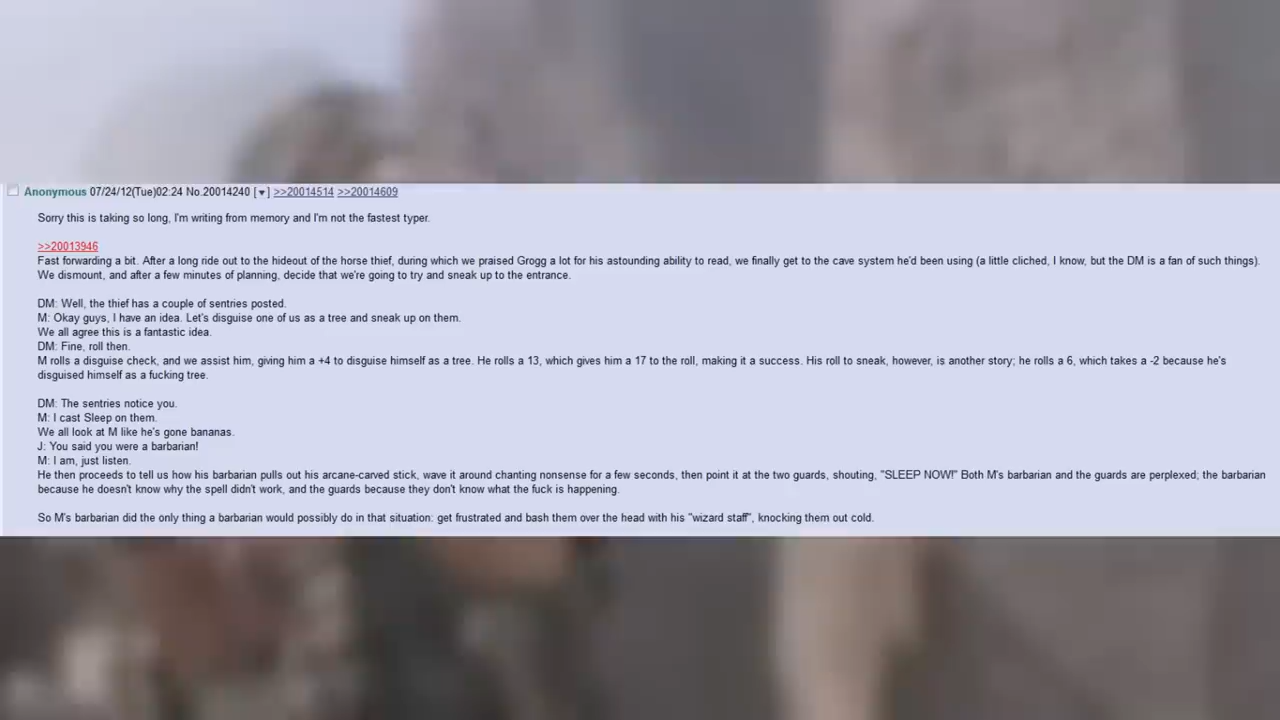 Anonymous 07/24/12(Tue)02:24 No.20014240 [▾] >>20014514 >>20014609
Sorry this is taking so long, I'm writing from memory and I'm not the fastest typer.
>>20013946
Fast forwarding a bit. After a long ride out to the hideout of the horse thief, during which we praised Grogg a lot for his astounding ability to read, we finally get to the cave system he'd been using (a little cliched, I know, but the DM is a fan of such things).
We dismount, and after a few minutes of planning, decide that we're going to try and sneak up to the entrance.
DM: Well, the thief has a couple of sentries posted.
M: Okay guys, I have an idea. Let's disguise one of us as a tree and sneak up on them.
We all agree this is a fantastic idea.
DM: Fine, roll then.
M rolls a disguise check, and we assist him, giving him a +4 to disguise himself as a tree. He rolls a 13, which gives him a 17 to the roll, making it a success. His roll to sneak, however, is another story; he rolls a 6, which takes a -2 because he's
disguised himself as a fucking tree.
DM: The sentries notice you.
M: I cast Sleep on them.
We all look at M like he's gone bananas.
J: You said you were a barbarian!
M: I am, just listen.
He then proceeds to tell us how his barbarian pulls out his arcane-carved stick, wave it around chanting nonsense for a few seconds, then point it at the two guards, shouting, "SLEEP NOW!" Both M's barbarian and the guards are perplexed; the barbarian
because he doesn't know why the spell didn't work, and the guards because they don't know what the fuck is happening.
So M's barbarian did the only thing a barbarian would possibly do in that situation: get frustrated and bash them over the head with his "wizard staff", knocking them out cold.